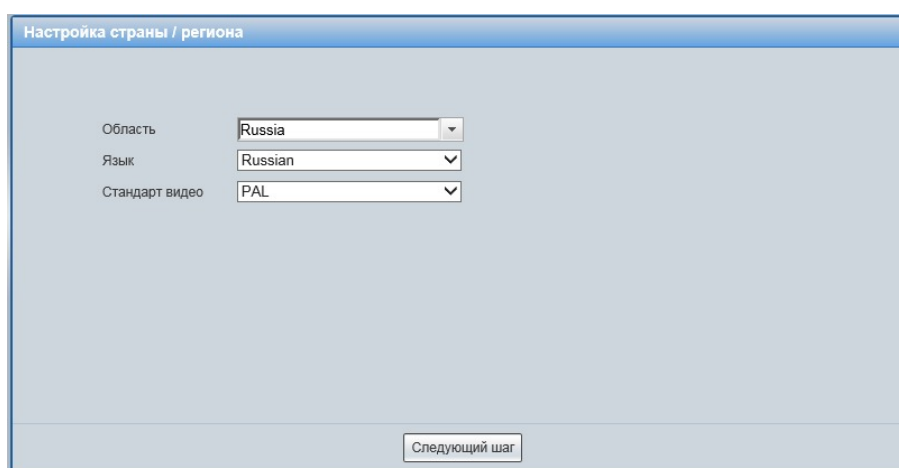 Настройка страны / региона
Область Russia
Язык Russian
Стандарт видео PAL
Следующий шаг